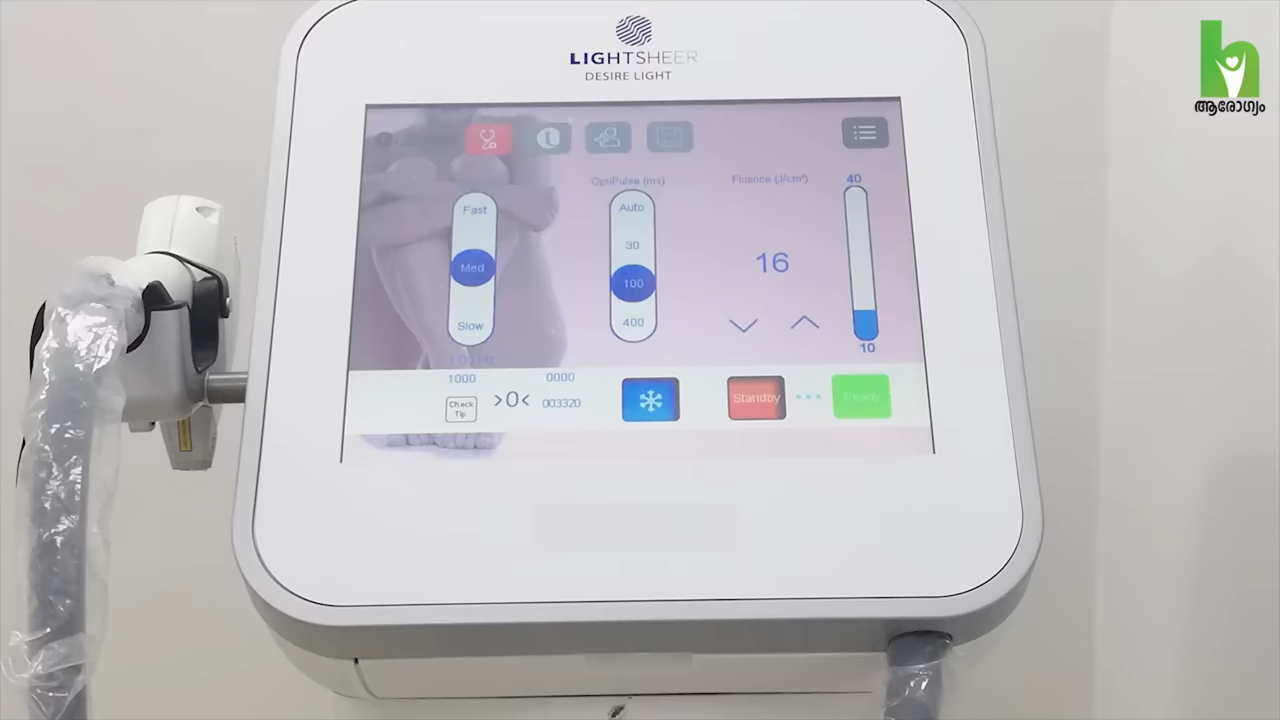 LIGHTSHEER
DESIRE LIGHT
ആരോഗ്യം
OptiPulse (ms)
Fluence (J/cm²)
40
Fast
Auto
30
Med
100
16
Slow
400
10
1000
0000
Check
Tip
>0<
003320
Standby
Ready